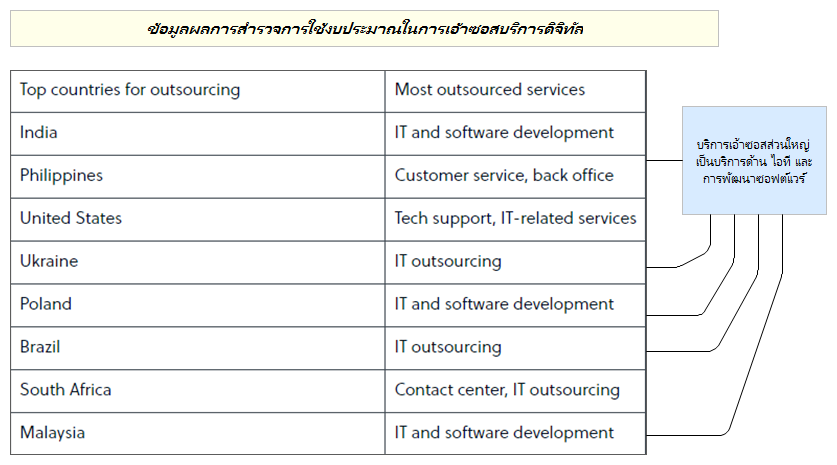 ข้อมูลผลการสำรวจการใช้งบประมาณในการเอ้าซอสบริการดิจิทัล
Top countries for outsourcing Most outsourced services
India IT and software development
Philippines Customer service, back office
United States Tech support, IT-related services
Ukraine IT outsourcing
Poland IT and software development
Brazil IT outsourcing
South Africa Contact center, IT outsourcing
Malaysia IT and software development
บริการเอ้าซอสส่วนใหญ่
เป็นบริการด้าน ไอที และ
การพัฒนาซอฟต์แวร์